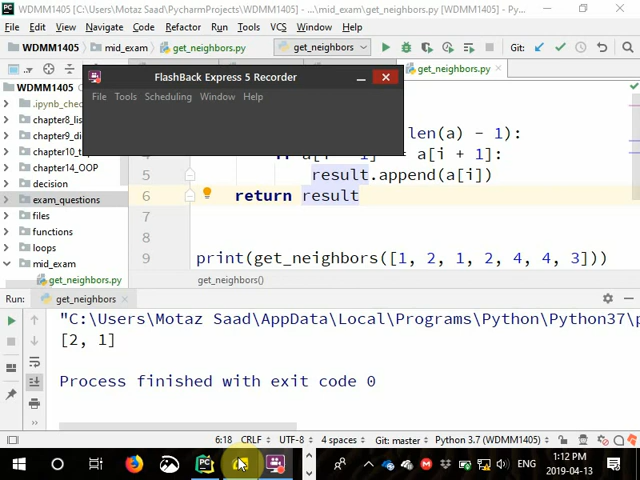 WDMM1405 [C:\Users\Motaz Saad\PycharmProjects\WDMM1405] - ...\mid_exam\get_neighbors.py [WDMM1405] - Py...
File Edit View Navigate Code Refactor Run Tools VCS Window Help
WDMM1405 mid_exam get_neighbors.py get_neighbors Git:
FlashBack Express 5 Recorder
File Tools Scheduling Window Help
get_neighbors.py
WDMM1405
.ipynb_chec
chapter8_lis
chapter9_di
chapter10_tu
chapter14_OOP
decision
exam_questions
files
functions
loops
mid_exam
get_neighbors.py
len(a) - 1):
a[i + 1]:
5 result.append(a[i])
6 return result
7
8
9 print(get_neighbors([1, 2, 1, 2, 4, 4, 3]))
get_neighbors()
Run: get_neighbors
"C:\Users\Motaz Saad\AppData\Local\Programs\Python\Python37\p
[2, 1]
Process finished with exit code 0
6:18 CRLF UTF-8 4 spaces Git: master Python 3.7 (WDMM1405)
ENG 1:12 PM 2019-04-13